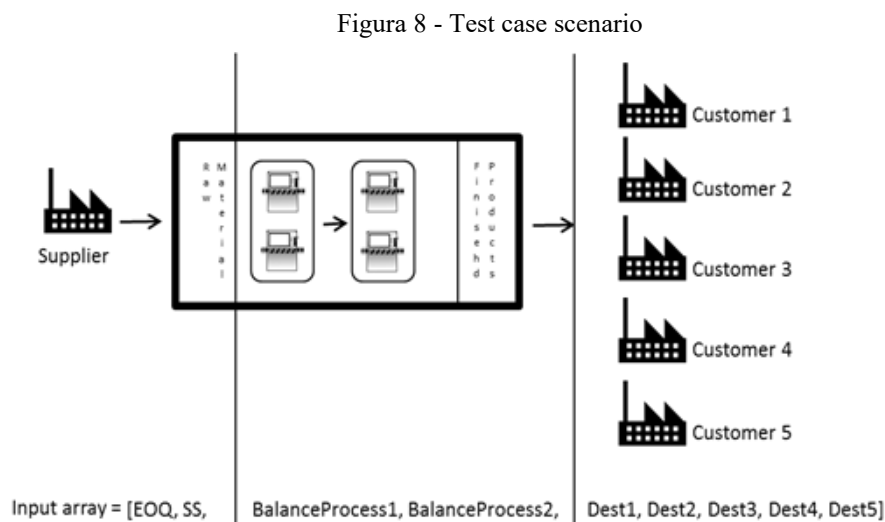 Figura 8 - Test case scenario
Supplier
Raw
Material
Finisehd
Products
Customer 1
Customer 2
Customer 3
Customer 4
Customer 5
Input array = [EOQ, SS, BalanceProcess1, BalanceProcess2, Dest1, Dest2, Dest3, Dest4, Dest5]